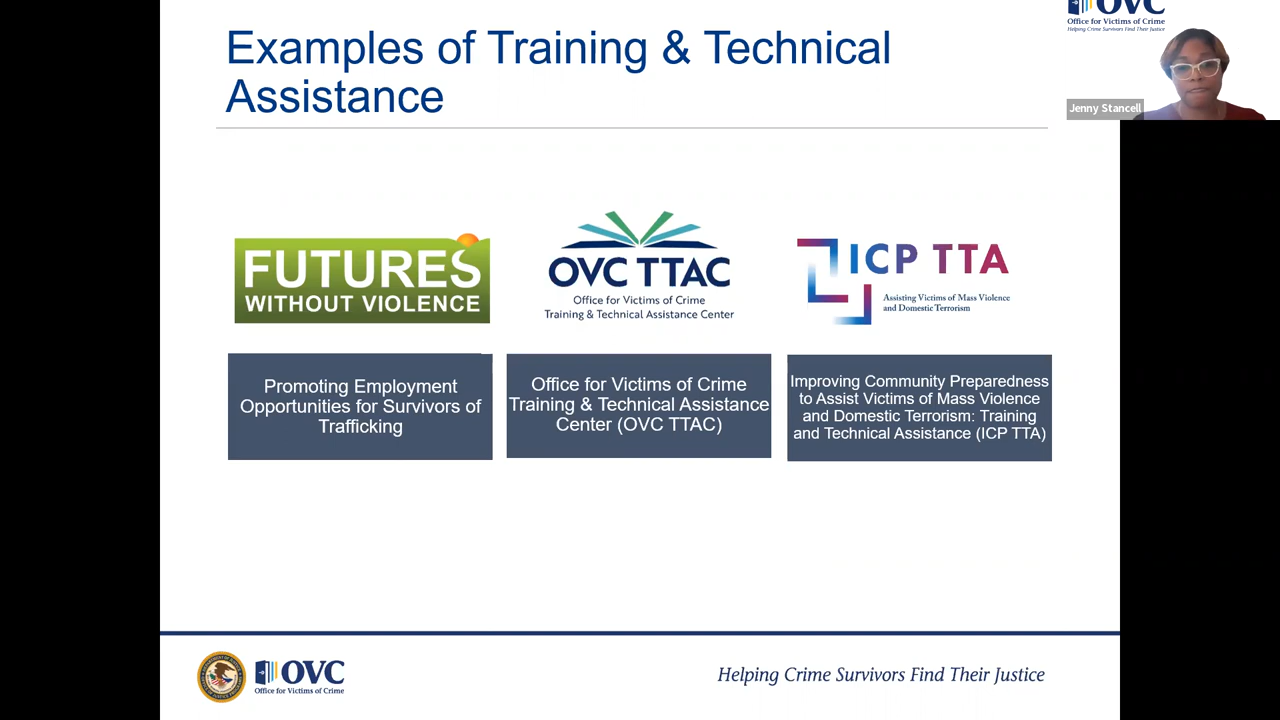 Examples of Training & Technical
Assistance
OVC
Office for Victims of Crime
Helping Crime Survivors Find Their Justice
Jenny Stancell
FUTURES
WITHOUT VIOLENCE
OVC TTAC
Office for Victims of Crime
Training & Technical Assistance Center
ICP TTA
Assisting Victims of Mass Violence
and Domestic Terrorism
Promoting Employment
Opportunities for Survivors of
Trafficking
Office for Victims of Crime
Training & Technical Assistance
Center (OVC TTAC)
Improving Community Preparedness
to Assist Victims of Mass Violence
and Domestic Terrorism: Training
and Technical Assistance (ICP TTA)
OVC
Office for Victims of Crime
Helping Crime Survivors Find Their Justice